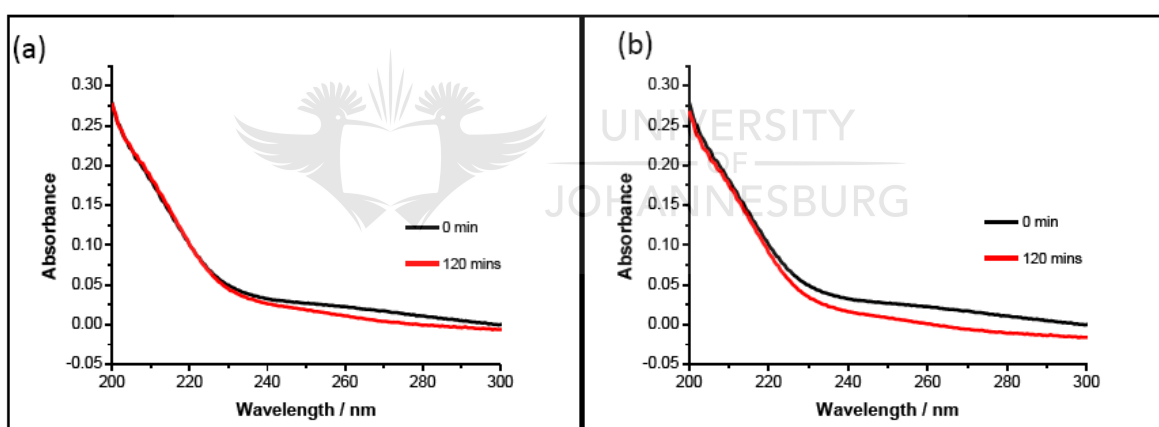 (a)
0.30
0.25
0.20
0.15
0.10
0.05
0.00
-0.05
Absorbance
0 min
120 mins
200 220 240 260 280 300
Wavelength / nm
(b)
0.30
0.25
0.20
0.15
0.10
0.05
0.00
-0.05
Absorbance
0 min
120 mins
200 220 240 260 280 300
Wavelength / nm
UNIVERSITY
OF
JOHANNESBURG